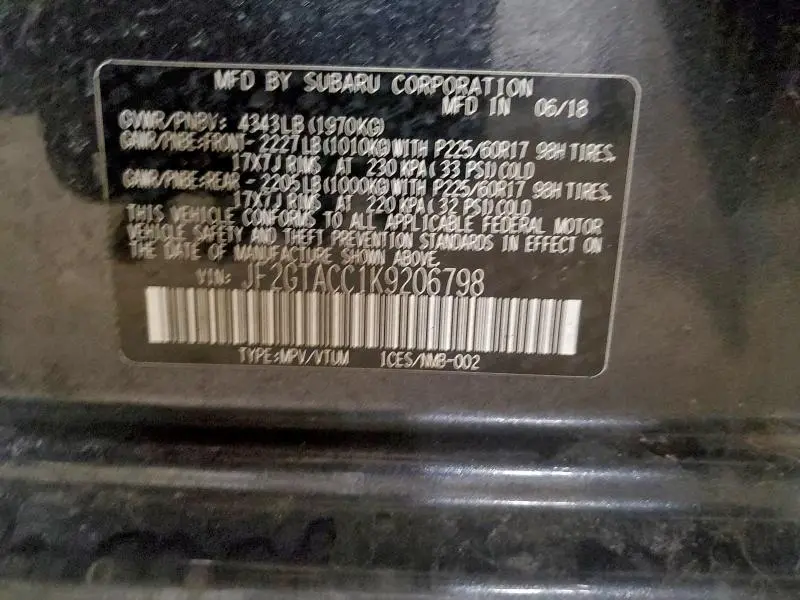 MFD BY SUBARU CORPORATION
MFD IN 06/18
GVWR/PNBV: 4343LB(1970KG)
GAWR/PNBE:FRONT- 2227LB(1010KG)WITH P225/60R17 98H TIRES,
17X7J RIMS AT 230 KPA(33 PSI)COLD
GAWR/PNBE:REAR - 2205LB(1000KG)WITH P225/60R17 98H TIRES,
17X7J RIMS AT 220 KPA(32 PSI)COLD
THIS VEHICLE CONFORMS TO ALL APPLICABLE FEDERAL MOTOR
VEHICLE SAFETY AND THEFT PREVENTION STANDARDS IN EFFECT ON
THE DATE OF MANUFACTURE SHOWN ABOVE.
VIN: JF2GTACC1K9206798
TYPE:MPV/VTUM 1CES/NMB-002